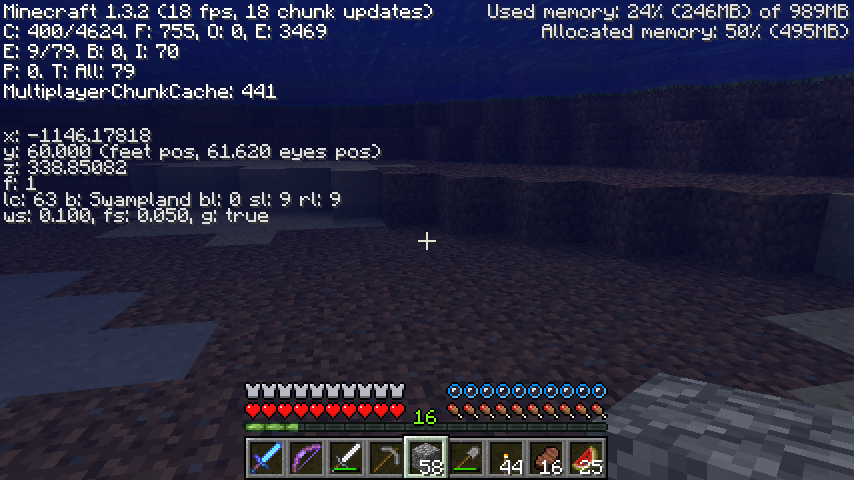 Minecraft 1.3.2 (18 fps, 18 chunk updates)
Used memory: 24% (246MB) of 989MB
C: 400/4624. F: 755, O: 0, E: 3469
Allocated memory: 50% (495MB)
E: 9/79. B: 0, I: 70
P: 0. T: All: 79
MultiplayerChunkCache: 441
x: -1146.17818
y: 60.000 (feet pos, 61.620 eyes pos)
z: 338.85082
f: 1
lc: 63 b: Swampland bl: 0 sl: 9 rl: 9
ws: 0.100, fs: 0.050, g: true
16
58
44
16
25